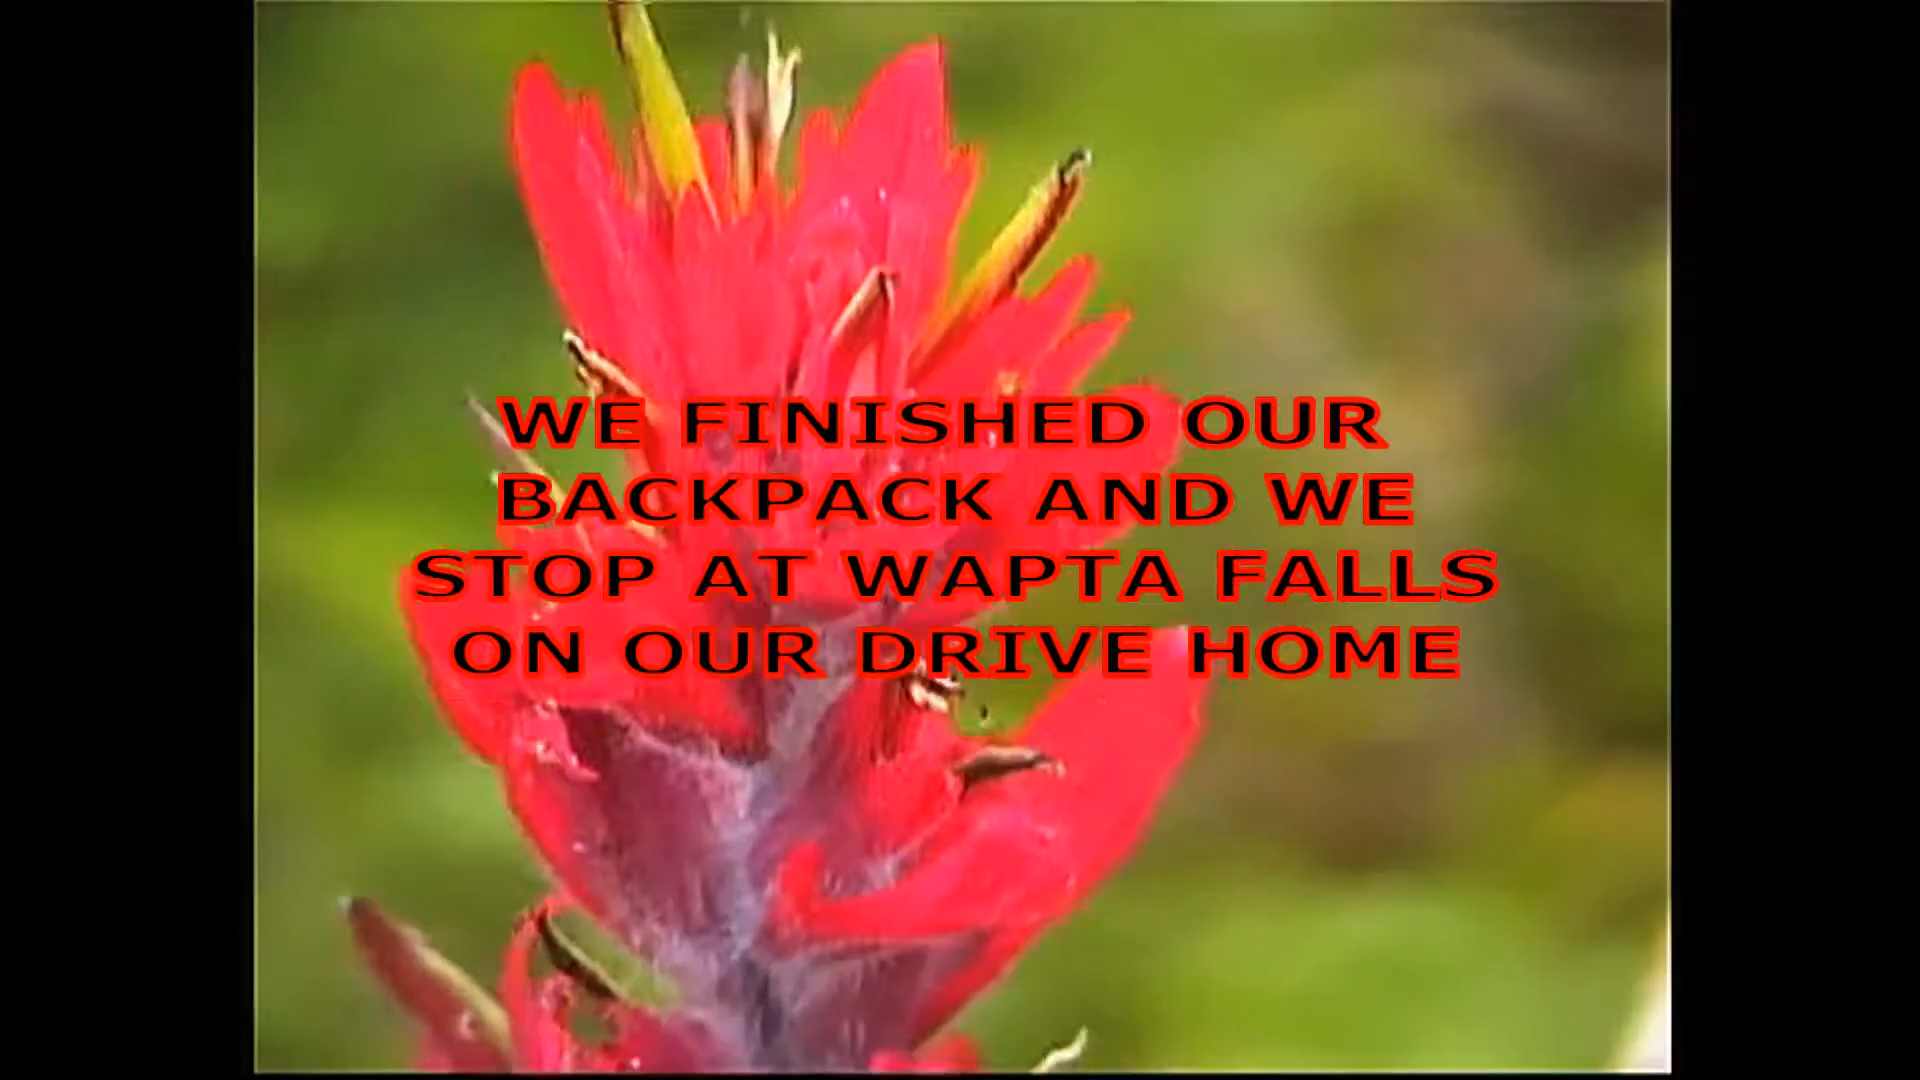 WE FINISHED OUR
BACKPACK AND WE
STOP AT WAPTA FALLS
ON OUR DRIVE HOME